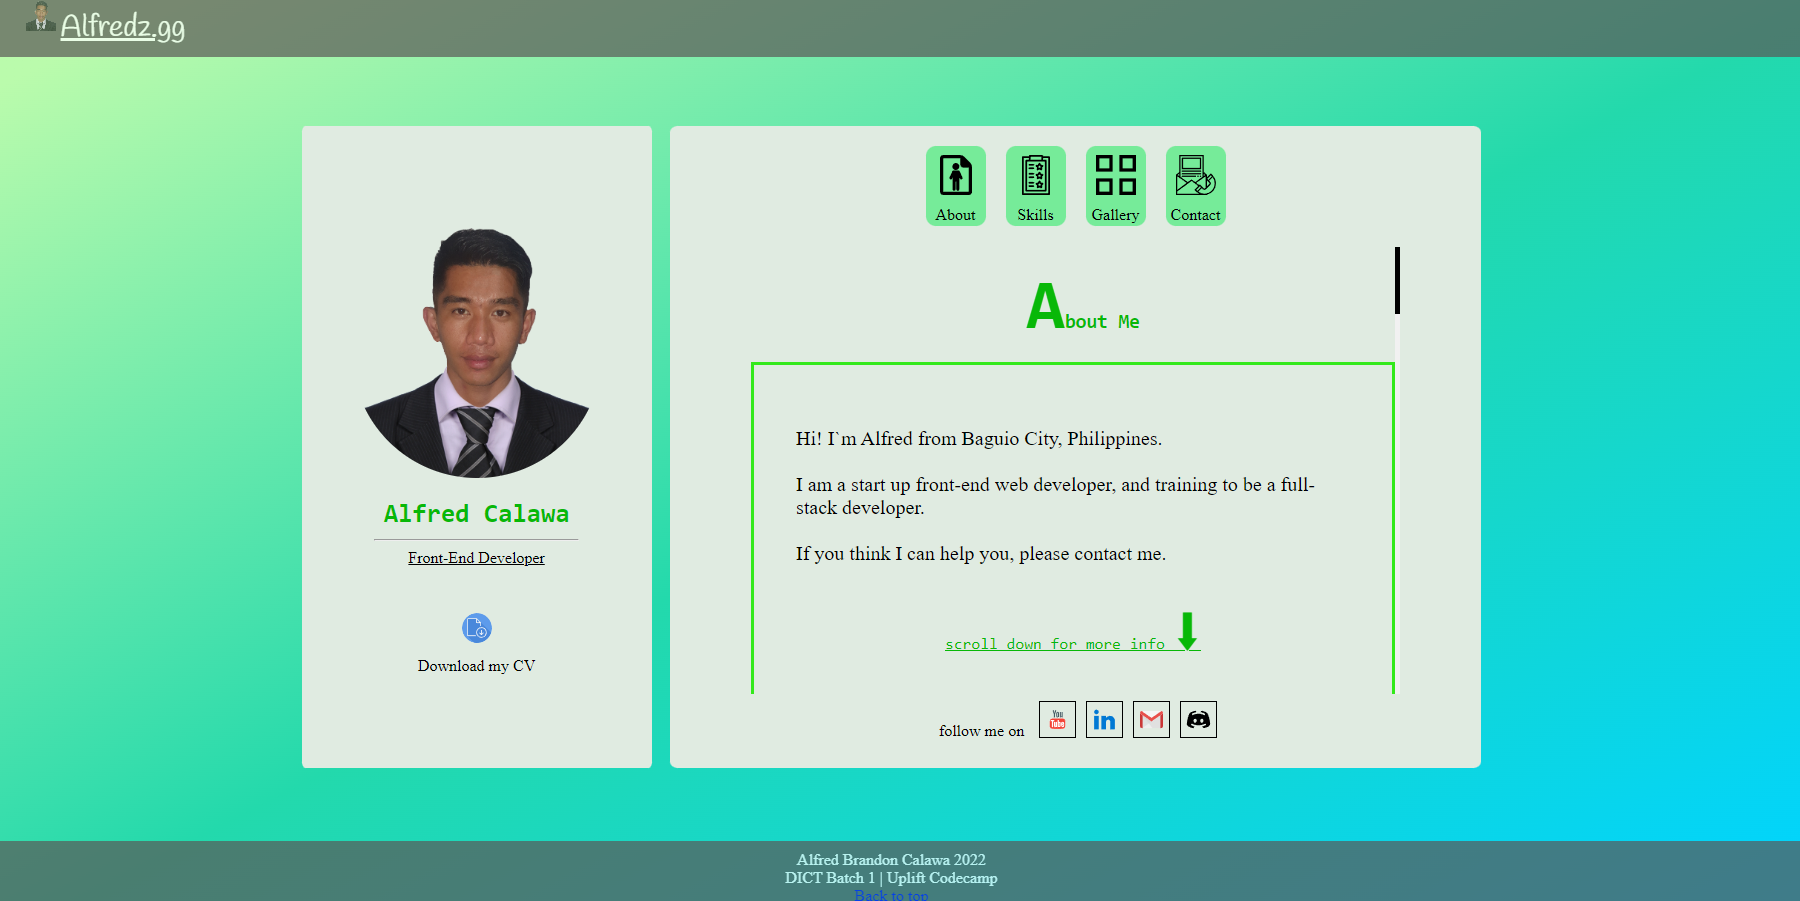 Alfredz.gg
About
Skills
Gallery
Contact
About Me
Hi! I`m Alfred from Baguio City, Philippines.
I am a start up front-end web developer, and training to be a full-
stack developer.
If you think I can help you, please contact me.
scroll down for more info
Alfred Calawa
Front-End Developer
Download my CV
follow me on
You
Tube
in
Alfred Brandon Calawa 2022
DICT Batch 1 | Uplift Codecamp
Back to top